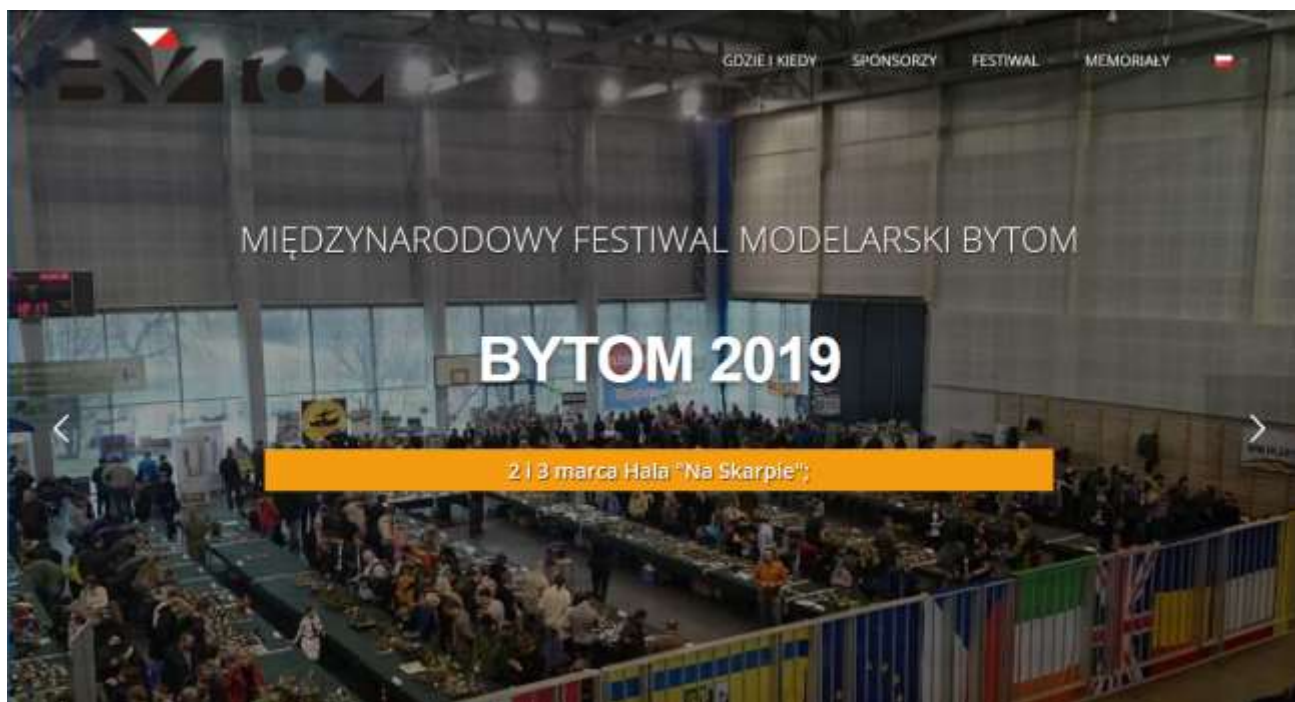 BYTOM
GDZIE I KIEDY SPONSORZY FESTIWAL MEMORIAŁY
MIĘDZYNARODOWY FESTIWAL MODELARSKI BYTOM
BYTOM 2019
2 i 3 marca Hala "Na Skarpie";